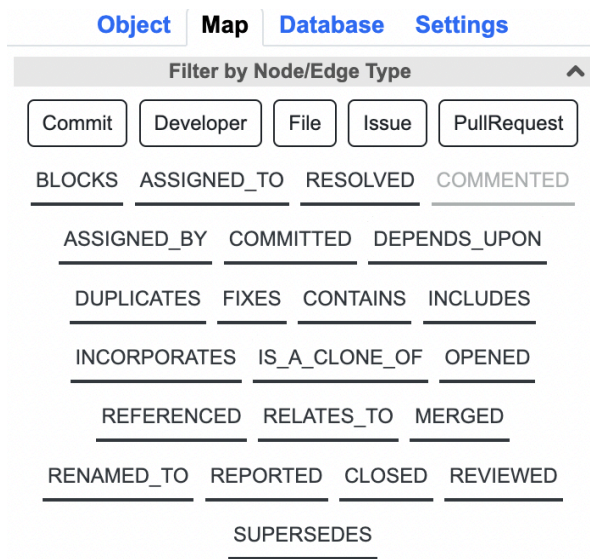 Object Map Database Settings
Filter by Node/Edge Type
Commit Developer File Issue PullRequest
BLOCKS ASSIGNED_TO RESOLVED COMMENTED
ASSIGNED_BY COMMITTED DEPENDS_UPON
DUPLICATES FIXES CONTAINS INCLUDES
INCORPORATES IS_A_CLONE_OF OPENED
REFERENCED RELATES_TO MERGED
RENAMED_TO REPORTED CLOSED REVIEWED
SUPERSEDES